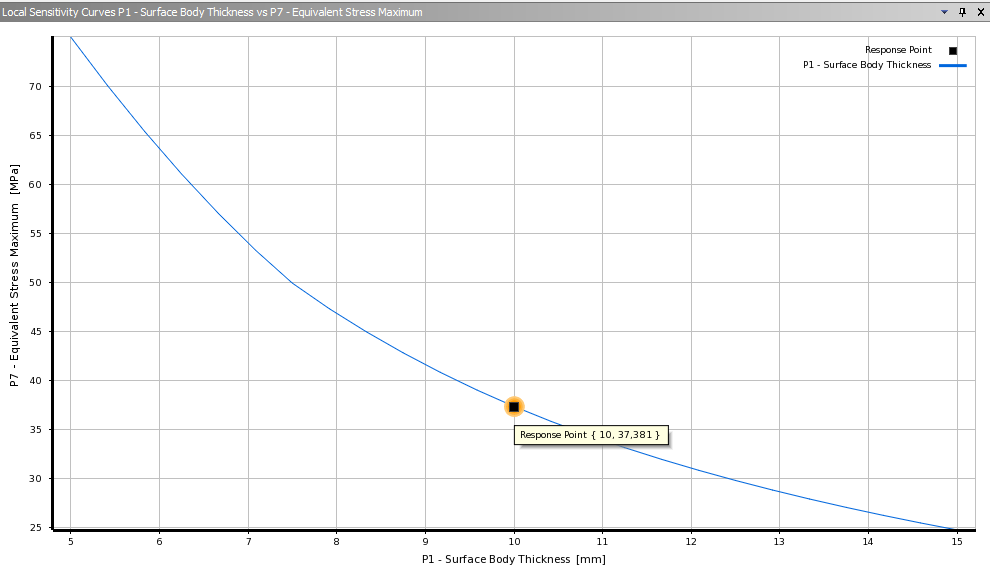 Local Sensitivity Curves P1 - Surface Body Thickness vs P7 - Equivalent Stress Maximum
Response Point
P1 - Surface Body Thickness
70
65
60
55
50
45
40
35
30
25
P7 - Equivalent Stress Maximum [MPa]
Response Point { 10, 37,381 }
5 6 7 8 9 10 11 12 13 14 15
P1 - Surface Body Thickness [mm]